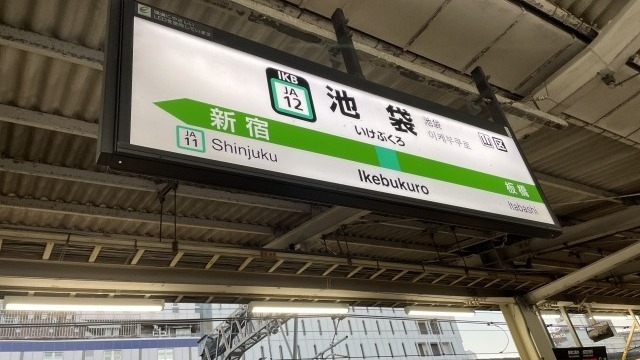 IKB
JA
12
池袋
いけぶくろ
池袋
이케부쿠로
山 区
新宿
JA
11
Shinjuku
Ikebukuro
板橋
Itabashi